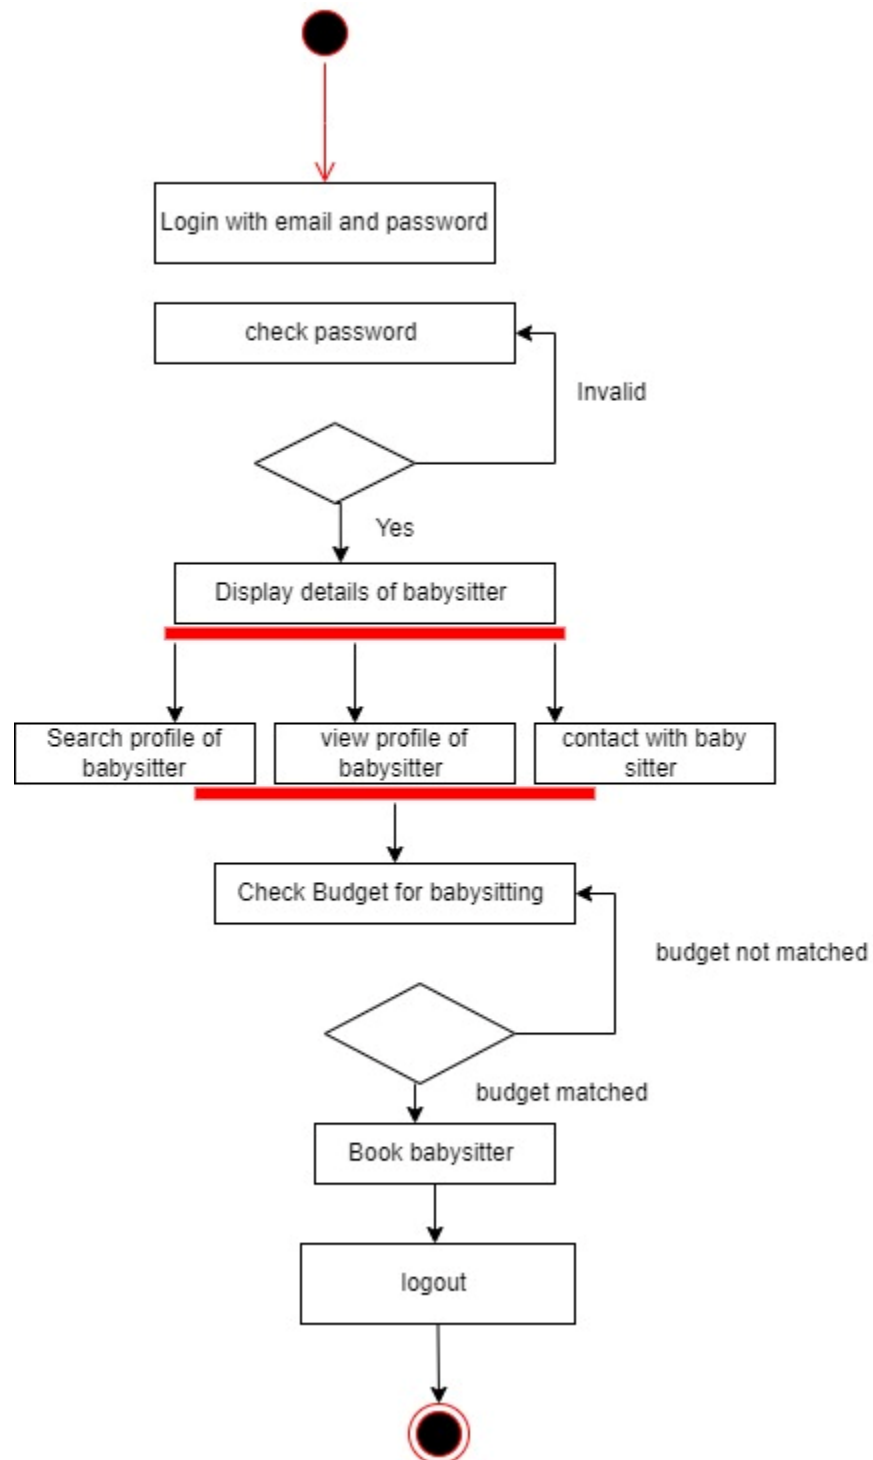 Login with email and password
check password
Invalid
Yes
Display details of babysitter
Search profile of
babysitter
view profile of
babysitter
contact with baby
sitter
Check Budget for babysitting
budget not matched
budget matched
Book babysitter
logout